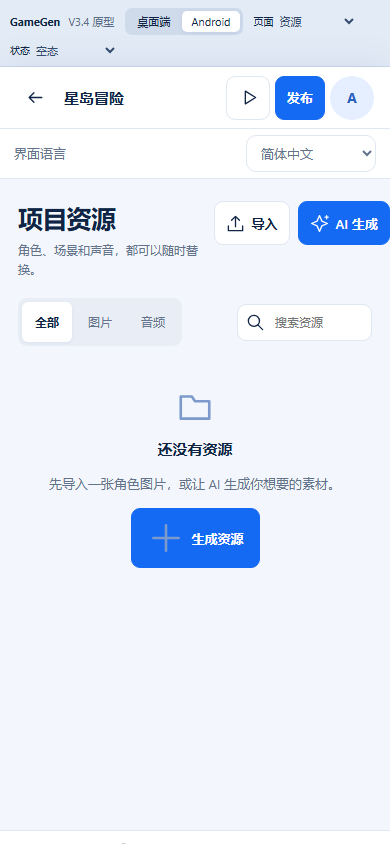 GameGen V3.4 原型 桌面端 Android 页面 资源
状态 空态
星岛冒险 发布 A
界面语言 简体中文
项目资源 导入 AI 生成
角色、场景和声音，都可以随时替
换。
全部 图片 音频 搜索资源
还没有资源
先导入一张角色图片，或让 AI 生成你想要的素材。
生成资源